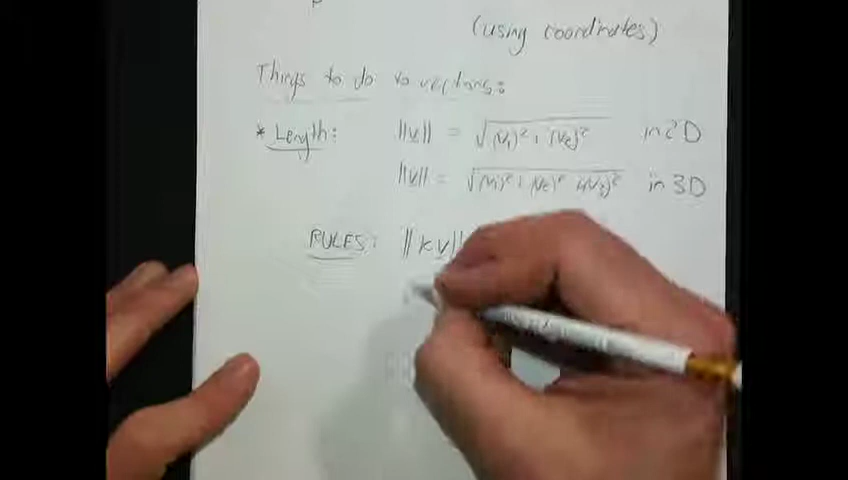 (using coordinates)
Things to do to vectors:
* Length: ||v|| = √(v₁)² + (v₂)² in 2D
||v|| = √(v₁)² + (v₂)² + (v₃)² in 3D
RULES: ||kv||